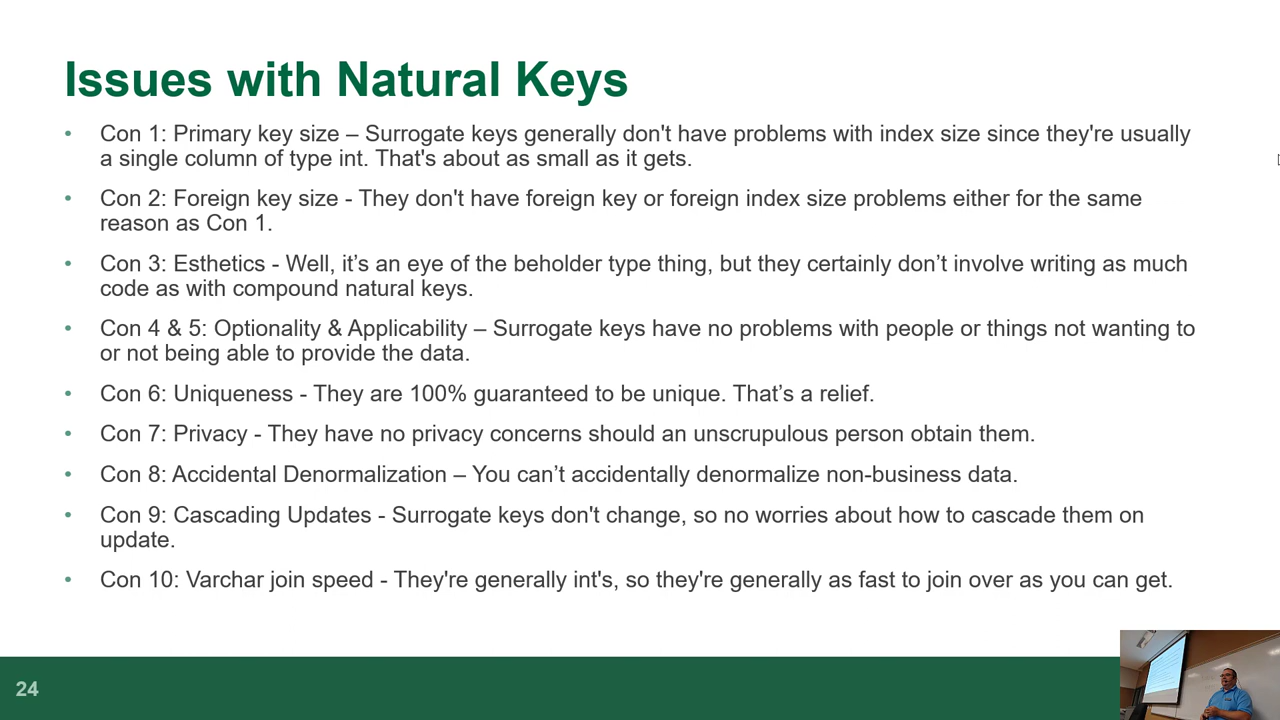 Issues with Natural Keys
• Con 1: Primary key size – Surrogate keys generally don't have problems with index size since they're usually
a single column of type int. That's about as small as it gets.
• Con 2: Foreign key size - They don't have foreign key or foreign index size problems either for the same
reason as Con 1.
• Con 3: Esthetics - Well, it’s an eye of the beholder type thing, but they certainly don’t involve writing as much
code as with compound natural keys.
• Con 4 & 5: Optionality & Applicability – Surrogate keys have no problems with people or things not wanting to
or not being able to provide the data.
• Con 6: Uniqueness - They are 100% guaranteed to be unique. That’s a relief.
• Con 7: Privacy - They have no privacy concerns should an unscrupulous person obtain them.
• Con 8: Accidental Denormalization – You can’t accidentally denormalize non-business data.
• Con 9: Cascading Updates - Surrogate keys don't change, so no worries about how to cascade them on
update.
• Con 10: Varchar join speed - They're generally int's, so they're generally as fast to join over as you can get.
24